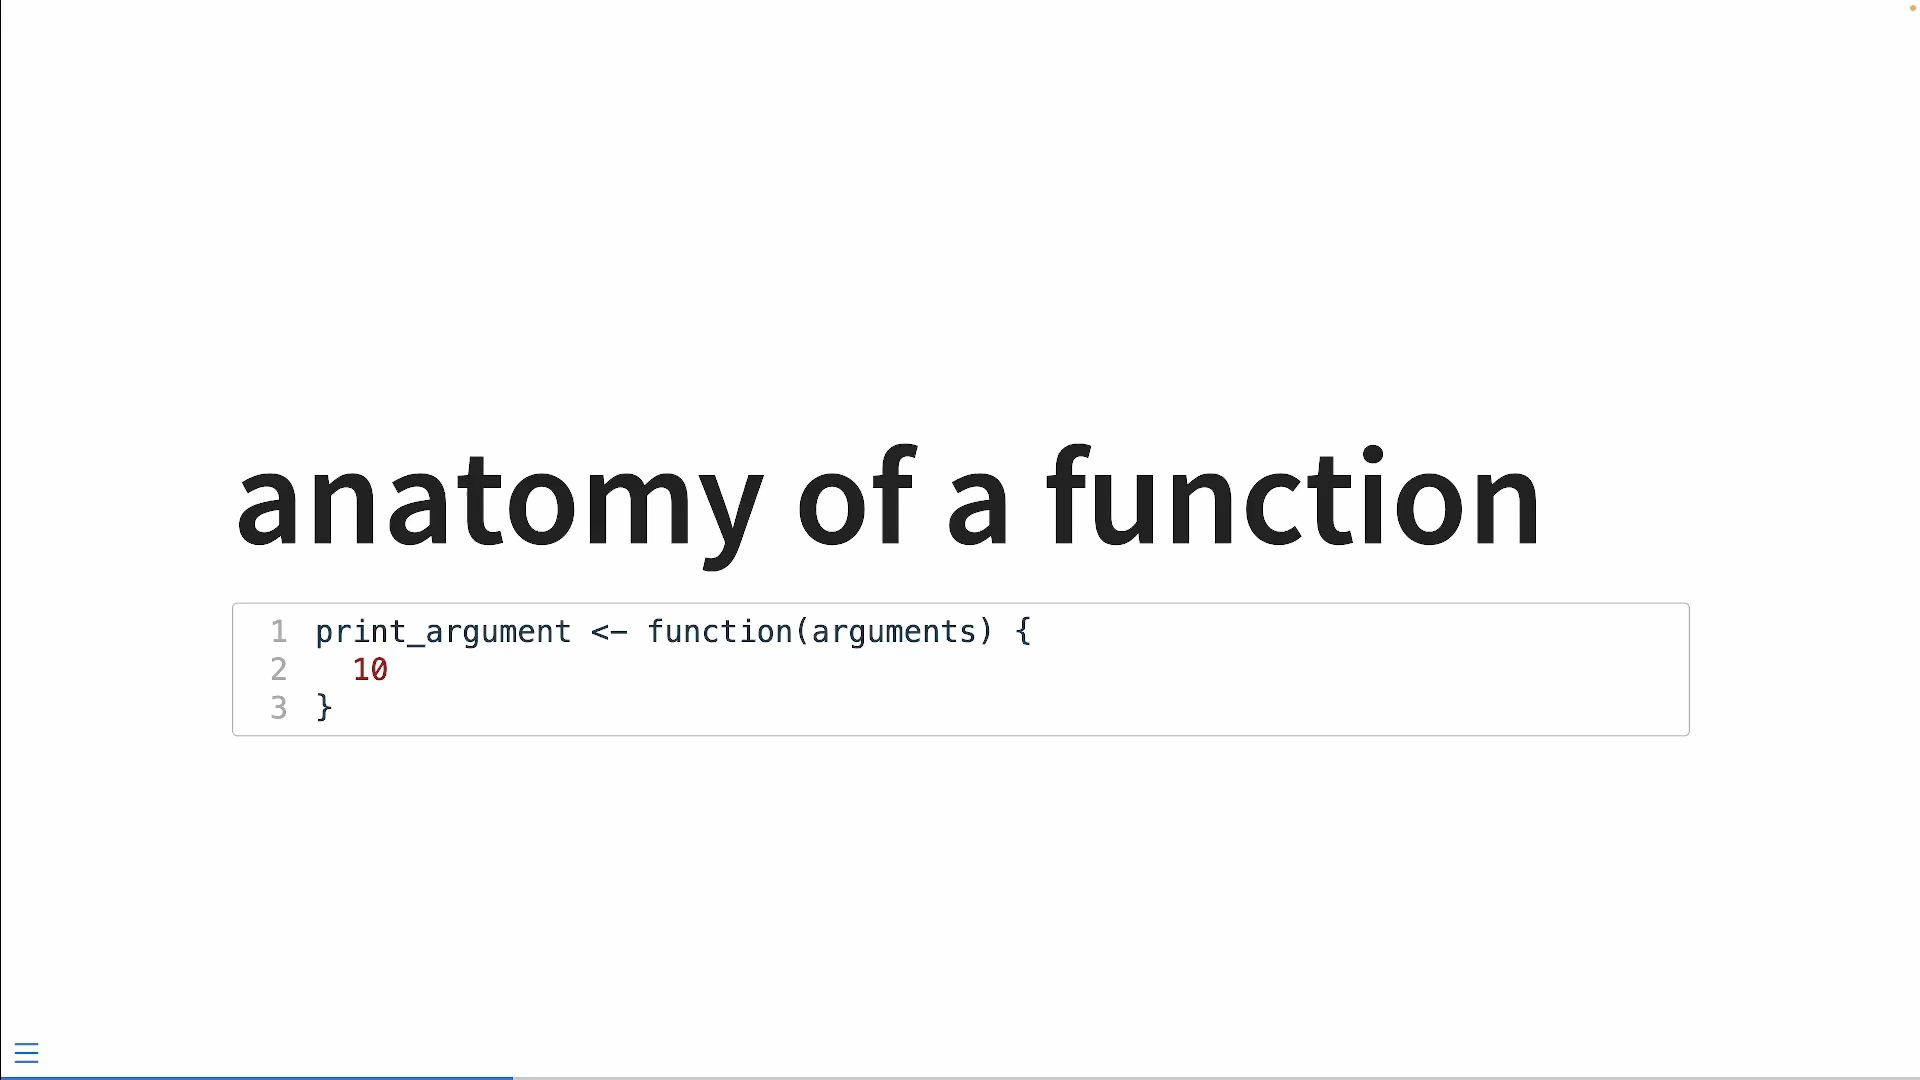 anatomy of a function
1 print_argument <- function(arguments) {
2   10
3 }